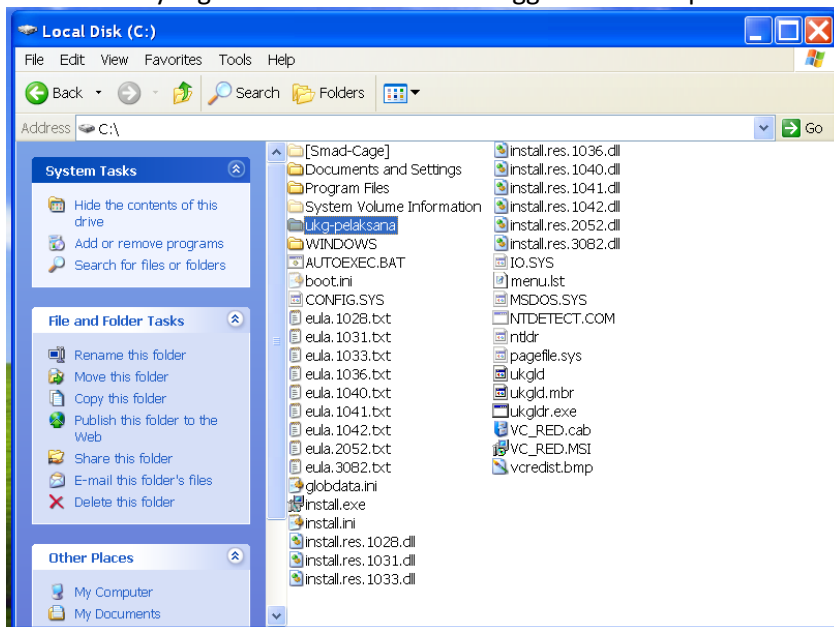 Local Disk (C:)
File Edit View Favorites Tools Help
Back Search Folders
Address C:\ Go
System Tasks
Hide the contents of this
drive
Add or remove programs
Search for files or folders
File and Folder Tasks
Rename this folder
Move this folder
Copy this folder
Publish this folder to the
Web
Share this folder
E-mail this folder's files
Delete this folder
Other Places
My Computer
My Documents
[Smad-Cage]
Documents and Settings
Program Files
System Volume Information
ukg-pelaksana
WINDOWS
AUTOEXEC.BAT
boot.ini
CONFIG.SYS
eula.1028.txt
eula.1031.txt
eula.1033.txt
eula.1036.txt
eula.1040.txt
eula.1041.txt
eula.1042.txt
eula.2052.txt
eula.3082.txt
globdata.ini
install.exe
install.ini
install.res.1028.dll
install.res.1031.dll
install.res.1033.dll
install.res.1036.dll
install.res.1040.dll
install.res.1041.dll
install.res.1042.dll
install.res.2052.dll
install.res.3082.dll
IO.SYS
menu.lst
MSDOS.SYS
NTDETECT.COM
ntldr
pagefile.sys
ukgld
ukgld.mbr
ukgldr.exe
VC_RED.cab
VC_RED.MSI
vcredist.bmp